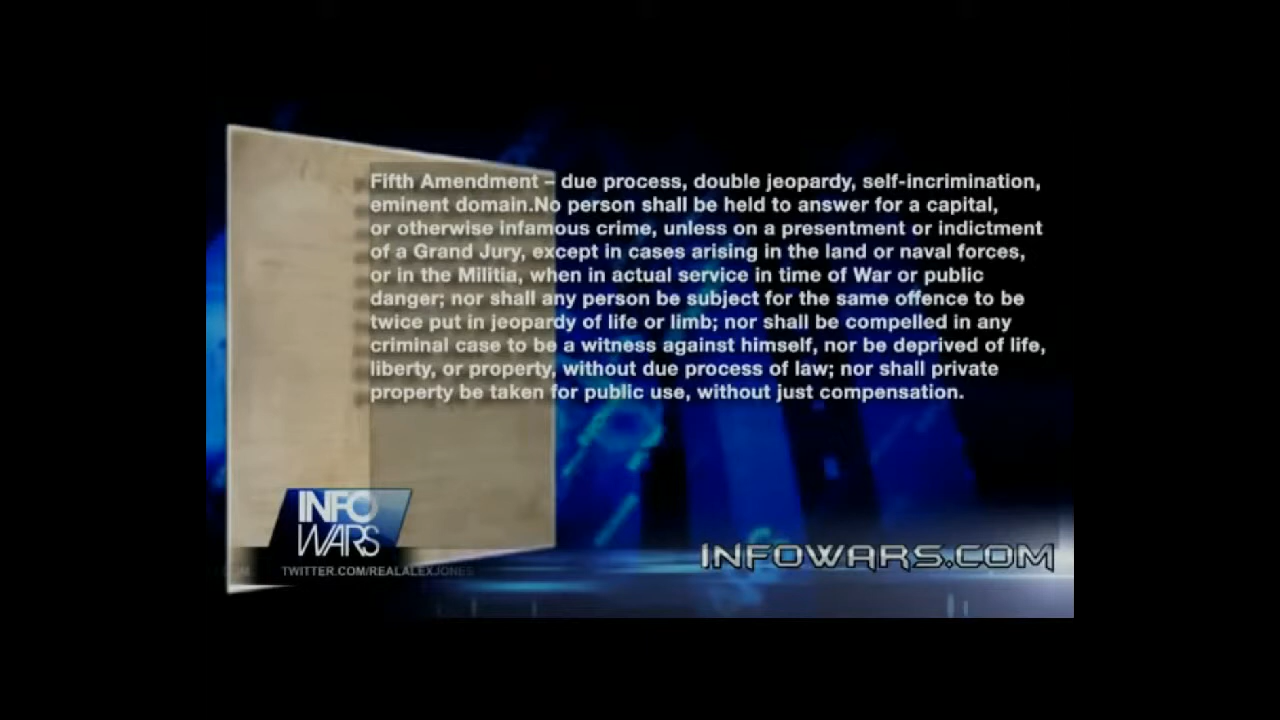 Fifth Amendment – due process, double jeopardy, self-incrimination,
eminent domain.No person shall be held to answer for a capital,
or otherwise infamous crime, unless on a presentment or indictment
of a Grand Jury, except in cases arising in the land or naval forces,
or in the Militia, when in actual service in time of War or public
danger; nor shall any person be subject for the same offence to be
twice put in jeopardy of life or limb; nor shall be compelled in any
criminal case to be a witness against himself, nor be deprived of life,
liberty, or property, without due process of law; nor shall private
property be taken for public use, without just compensation.
INFO
WARS
INFOWARS.COM
TWITTER.COM/REALALEXJONES